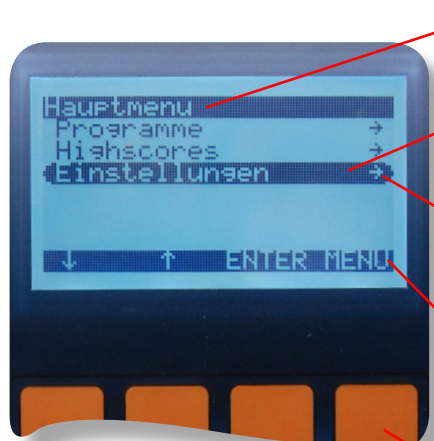 Hauptmenu
Programme →
Highscores →
Einstellungen →
↓ ↑ ENTER MENU